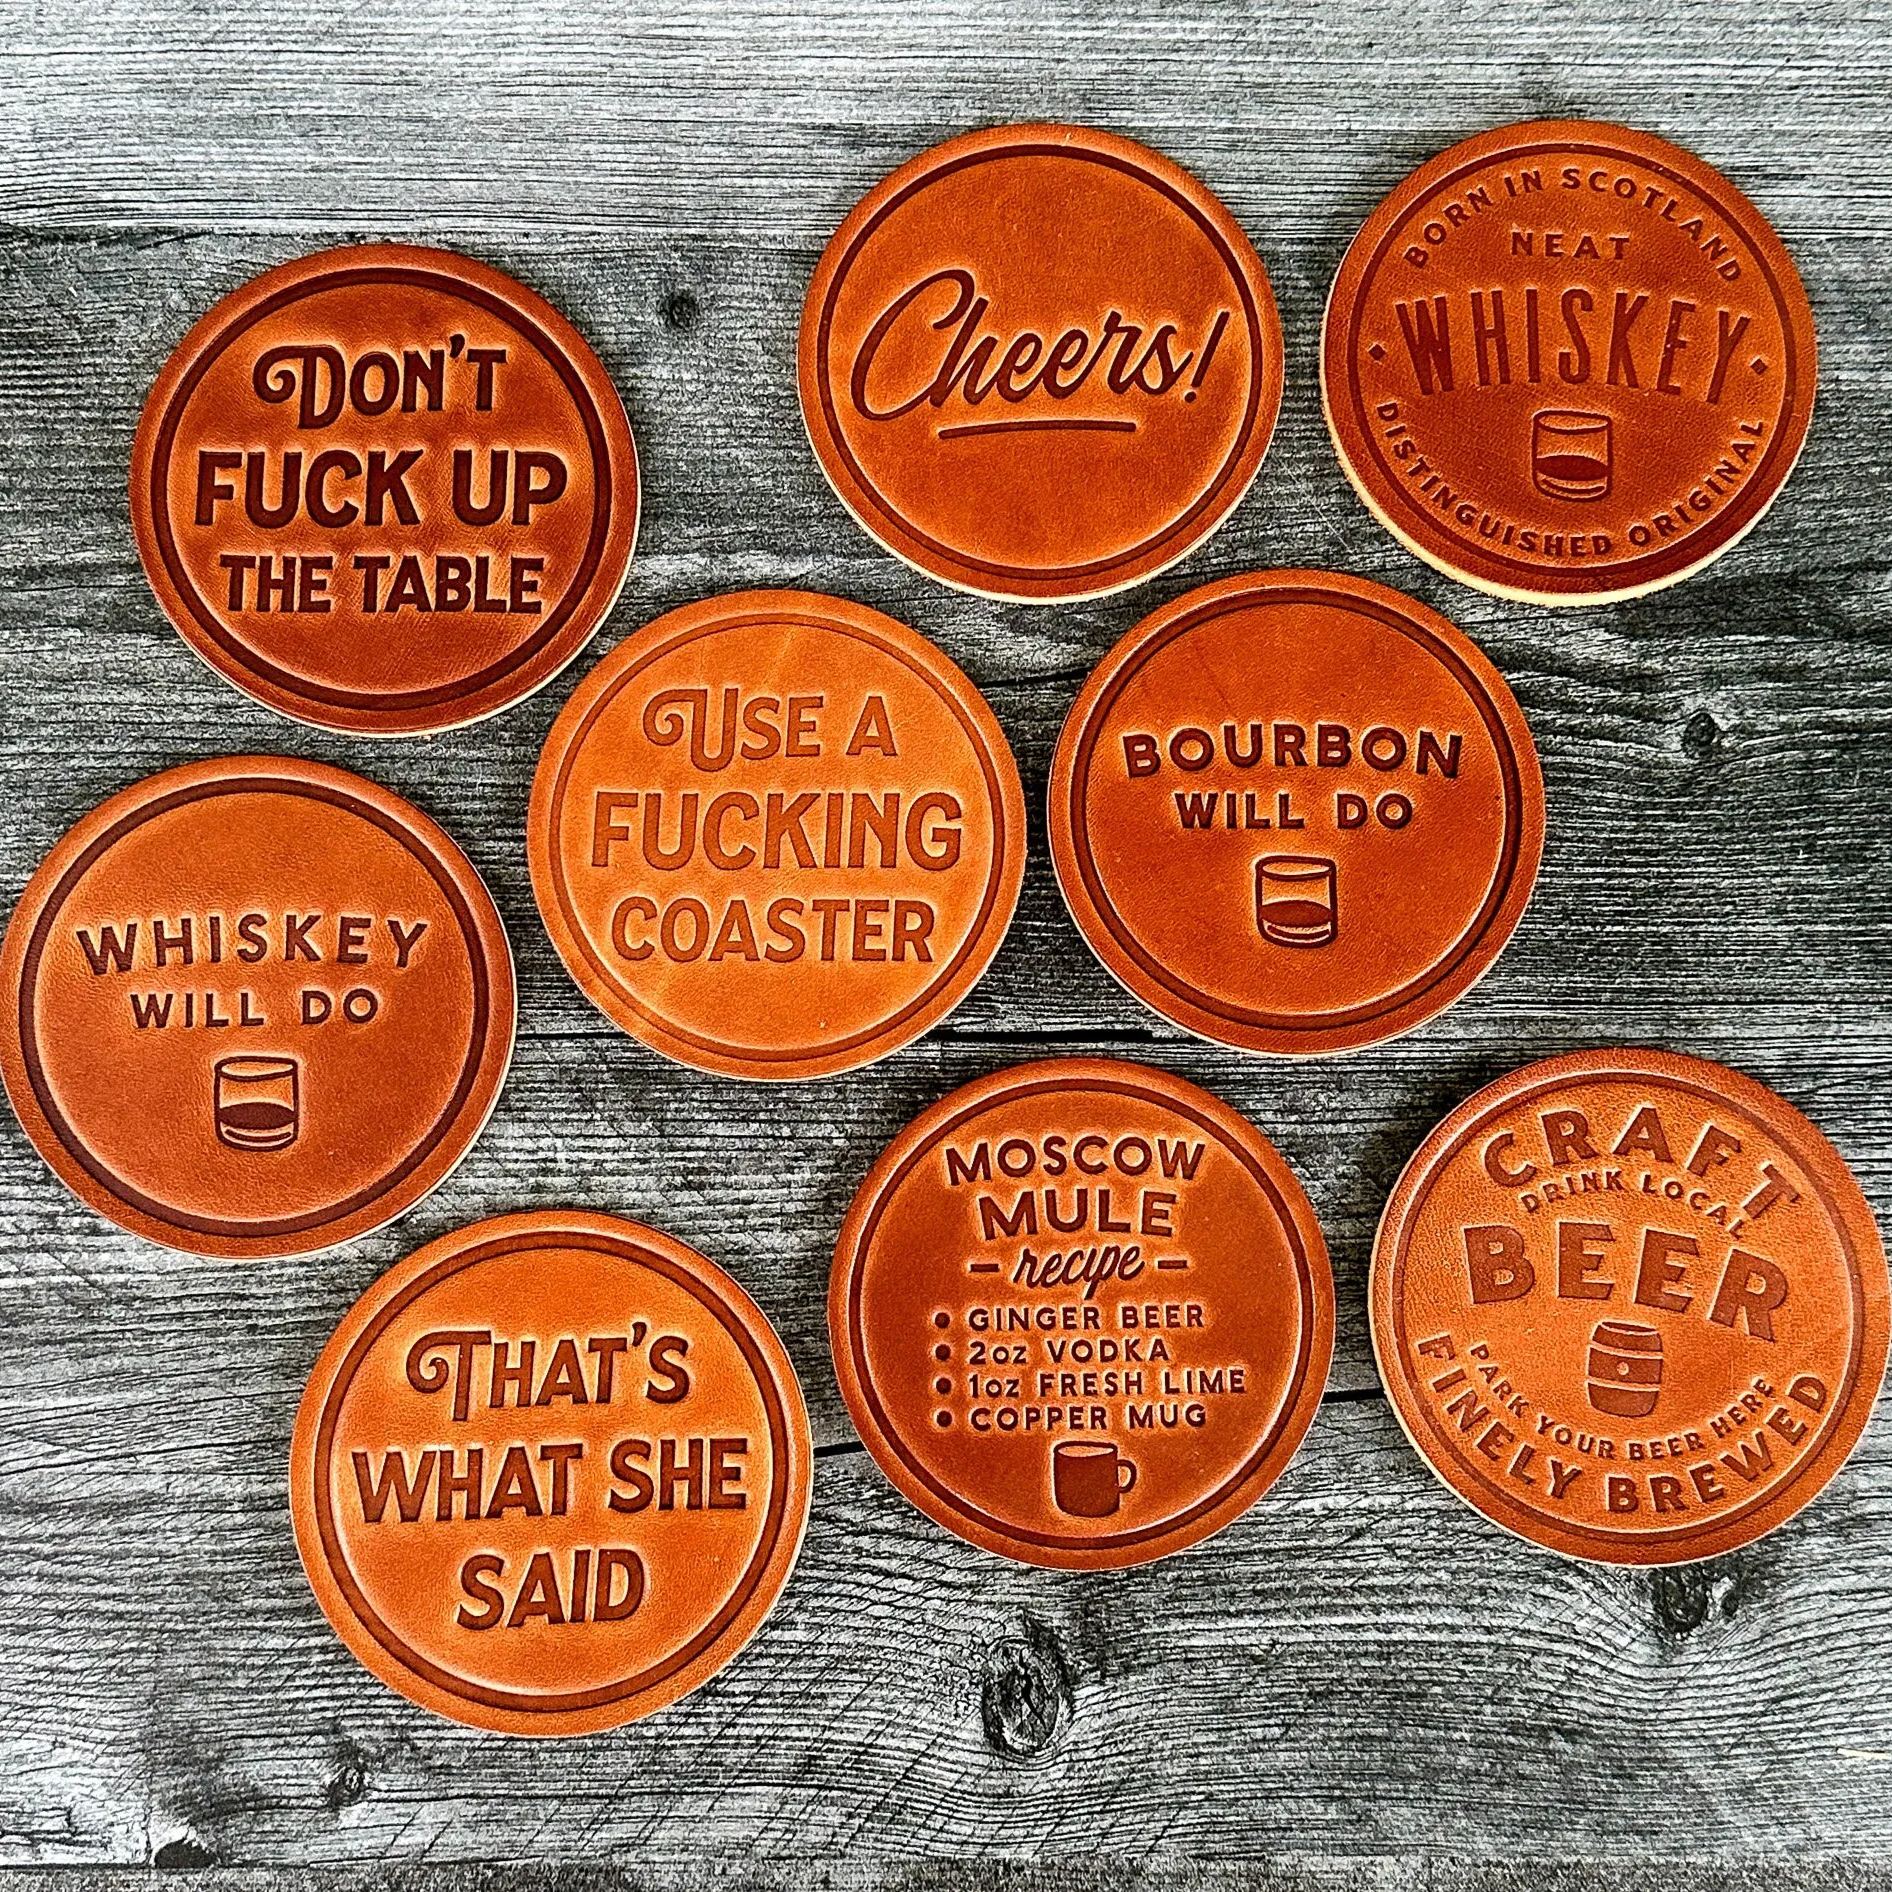 DON'T
FUCK UP
THE TABLE
Cheers!
BORN IN SCOTLAND
NEAT
WHISKEY
DISTINGUISHED ORIGINAL
USE A
FUCKING
COASTER
BOURBON
WILL DO
WHISKEY
WILL DO
THAT'S
WHAT SHE
SAID
MOSCOW
MULE
- recipe -
• GINGER BEER
• 2oz VODKA
• 1oz FRESH LIME
• COPPER MUG
CRAFT
DRINK LOCAL
BEER
PARK YOUR BEER HERE
FINELY BREWED